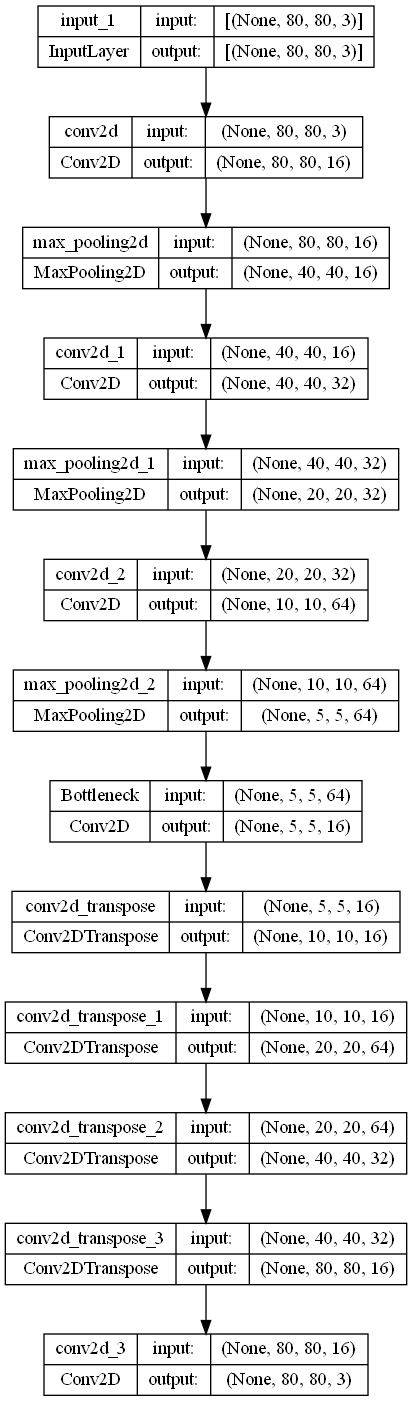 input_1 input: [(None, 80, 80, 3)]
InputLayer output: [(None, 80, 80, 3)]
conv2d input: (None, 80, 80, 3)
Conv2D output: (None, 80, 80, 16)
max_pooling2d input: (None, 80, 80, 16)
MaxPooling2D output: (None, 40, 40, 16)
conv2d_1 input: (None, 40, 40, 16)
Conv2D output: (None, 40, 40, 32)
max_pooling2d_1 input: (None, 40, 40, 32)
MaxPooling2D output: (None, 20, 20, 32)
conv2d_2 input: (None, 20, 20, 32)
Conv2D output: (None, 10, 10, 64)
max_pooling2d_2 input: (None, 10, 10, 64)
MaxPooling2D output: (None, 5, 5, 64)
Bottleneck input: (None, 5, 5, 64)
Conv2D output: (None, 5, 5, 16)
conv2d_transpose input: (None, 5, 5, 16)
Conv2DTranspose output: (None, 10, 10, 16)
conv2d_transpose_1 input: (None, 10, 10, 16)
Conv2DTranspose output: (None, 20, 20, 64)
conv2d_transpose_2 input: (None, 20, 20, 64)
Conv2DTranspose output: (None, 40, 40, 32)
conv2d_transpose_3 input: (None, 40, 40, 32)
Conv2DTranspose output: (None, 80, 80, 16)
conv2d_3 input: (None, 80, 80, 16)
Conv2D output: (None, 80, 80, 3)